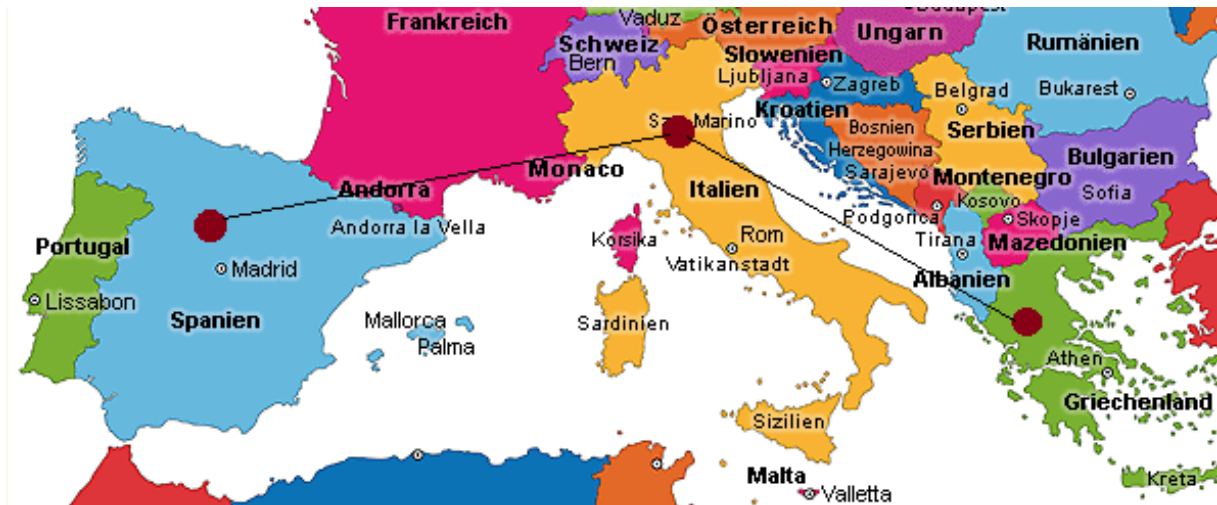 Frankreich
Vaduz
Österreich
Budapest
Ungarn
Schweiz
Bern
Slowenien
Ljubljana
Rumänien
Zagreb
Belgrad
Bukarest
Kroatien
San Marino
Bosnien
Herzegowina
Serbien
Monaco
Andorra
Italien
Sarajevo
Montenegro
Bulgarien
Kosovo
Sofia
Andorra la Vella
Podgorica
Skopje
Portugal
Korsika
Rom
Tirana
Mazedonien
Madrid
Vatikanstadt
Albanien
Lissabon
Spanien
Mallorca
Palma
Sardinien
Athen
Griechenland
Sizilien
Malta
Valletta
Kreta